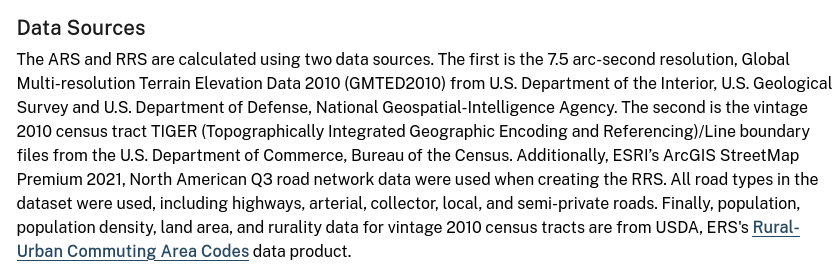 Data Sources
The ARS and RRS are calculated using two data sources. The first is the 7.5 arc-second resolution, Global
Multi-resolution Terrain Elevation Data 2010 (GMTED2010) from U.S. Department of the Interior, U.S. Geological
Survey and U.S. Department of Defense, National Geospatial-Intelligence Agency. The second is the vintage
2010 census tract TIGER (Topographically Integrated Geographic Encoding and Referencing)/Line boundary
files from the U.S. Department of Commerce, Bureau of the Census. Additionally, ESRI’s ArcGIS StreetMap
Premium 2021, North American Q3 road network data were used when creating the RRS. All road types in the
dataset were used, including highways, arterial, collector, local, and semi-private roads. Finally, population,
population density, land area, and rurality data for vintage 2010 census tracts are from USDA, ERS's Rural-
Urban Commuting Area Codes data product.